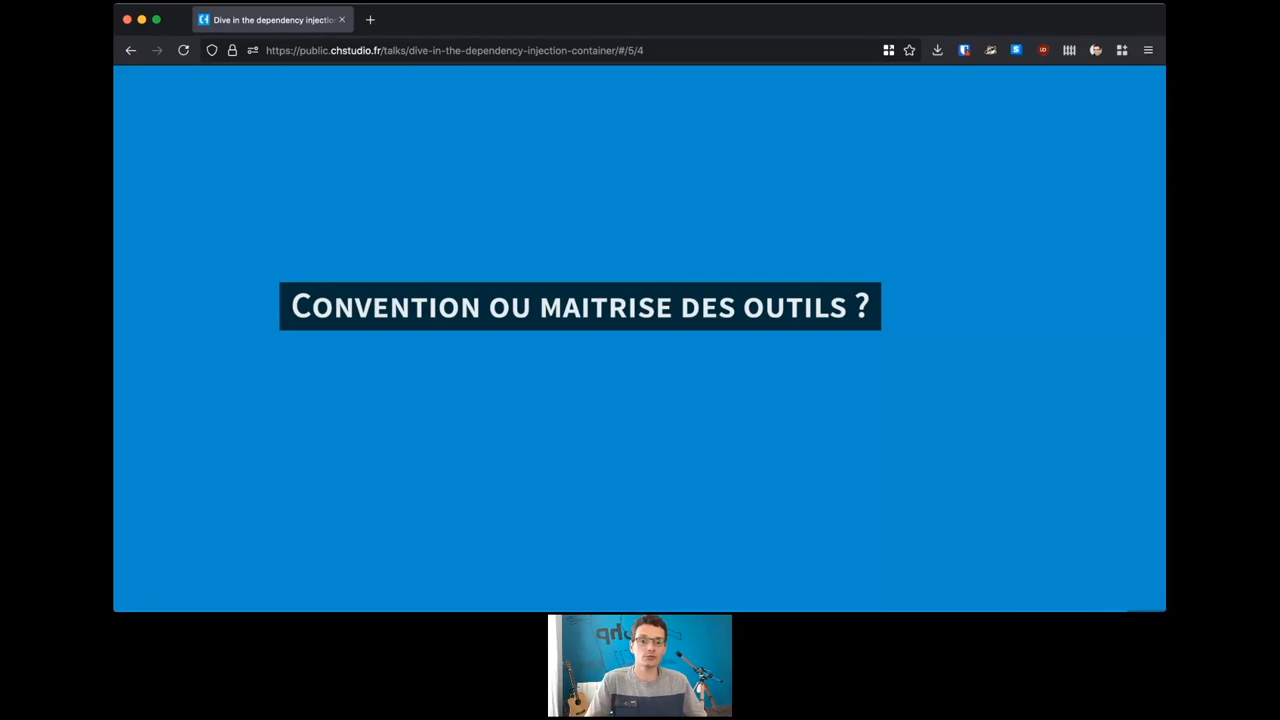 Dive in the dependency injectio
https://public.chstudio.fr/talks/dive-in-the-dependency-injection-container/#/5/4
Convention ou maitrise des outils ?
php